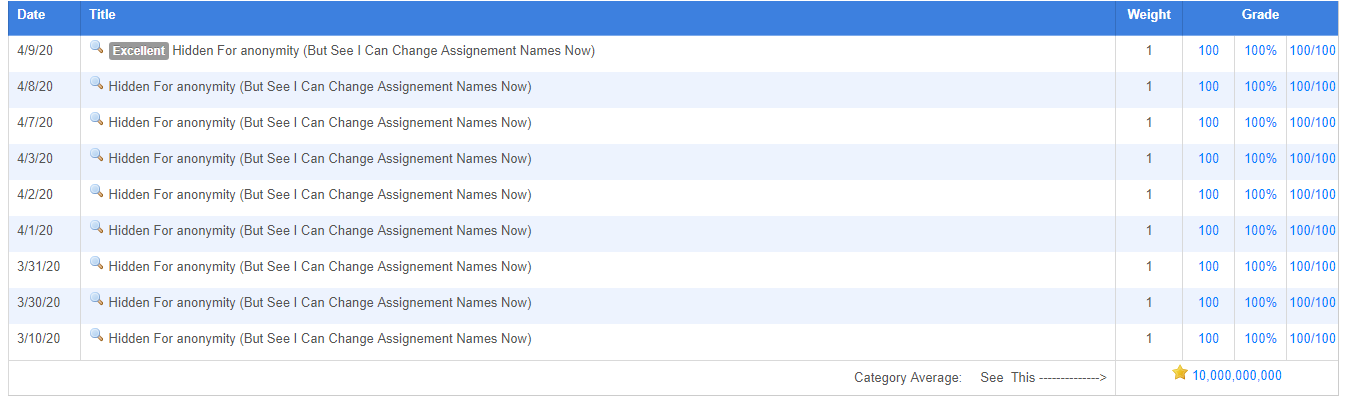 Date Title Weight Grade
4/9/20 Excellent Hidden For anonymity (But See I Can Change Assignement Names Now) 1 100 100% 100/100
4/8/20 Hidden For anonymity (But See I Can Change Assignement Names Now) 1 100 100% 100/100
4/7/20 Hidden For anonymity (But See I Can Change Assignement Names Now) 1 100 100% 100/100
4/3/20 Hidden For anonymity (But See I Can Change Assignement Names Now) 1 100 100% 100/100
4/2/20 Hidden For anonymity (But See I Can Change Assignement Names Now) 1 100 100% 100/100
4/1/20 Hidden For anonymity (But See I Can Change Assignement Names Now) 1 100 100% 100/100
3/31/20 Hidden For anonymity (But See I Can Change Assignement Names Now) 1 100 100% 100/100
3/30/20 Hidden For anonymity (But See I Can Change Assignement Names Now) 1 100 100% 100/100
3/10/20 Hidden For anonymity (But See I Can Change Assignement Names Now) 1 100 100% 100/100
Category Average: See This --------------> 10,000,000,000